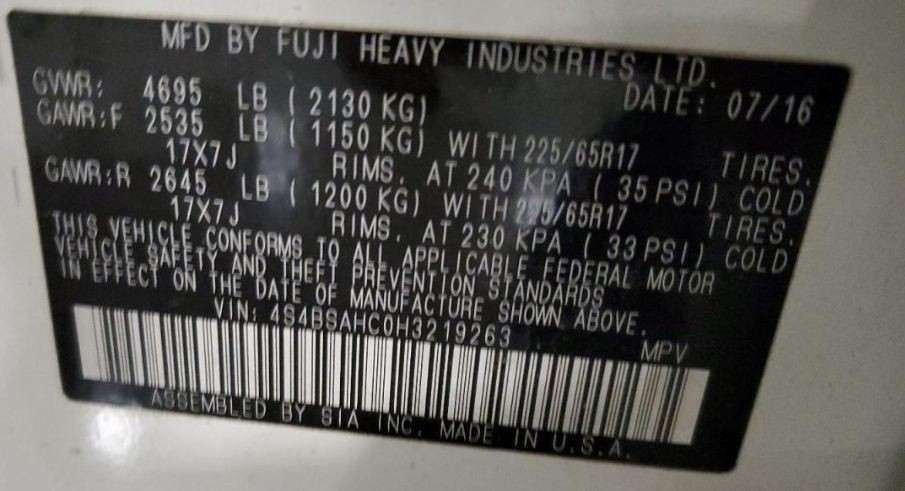 MFD BY FUJI HEAVY INDUSTRIES LTD.
GVWR: 4695 LB ( 2130 KG) DATE: 07/16
GAWR:F 2535 LB ( 1150 KG) WITH 225/65R17 TIRES.
17X7J RIMS. AT 240 KPA ( 35 PSI) COLD
GAWR:R 2645 LB ( 1200 KG) WITH 225/65R17 TIRES.
17X7J RIMS. AT 230 KPA ( 33 PSI) COLD
THIS VEHICLE CONFORMS TO ALL APPLICABLE FEDERAL MOTOR
VEHICLE SAFETY AND THEFT PREVENTION STANDARDS
IN EFFECT ON THE DATE OF MANUFACTURE SHOWN ABOVE.
VIN: 4S4BSAHC0H3219263 MPV
ASSEMBLED BY SIA INC. MADE IN U.S.A.